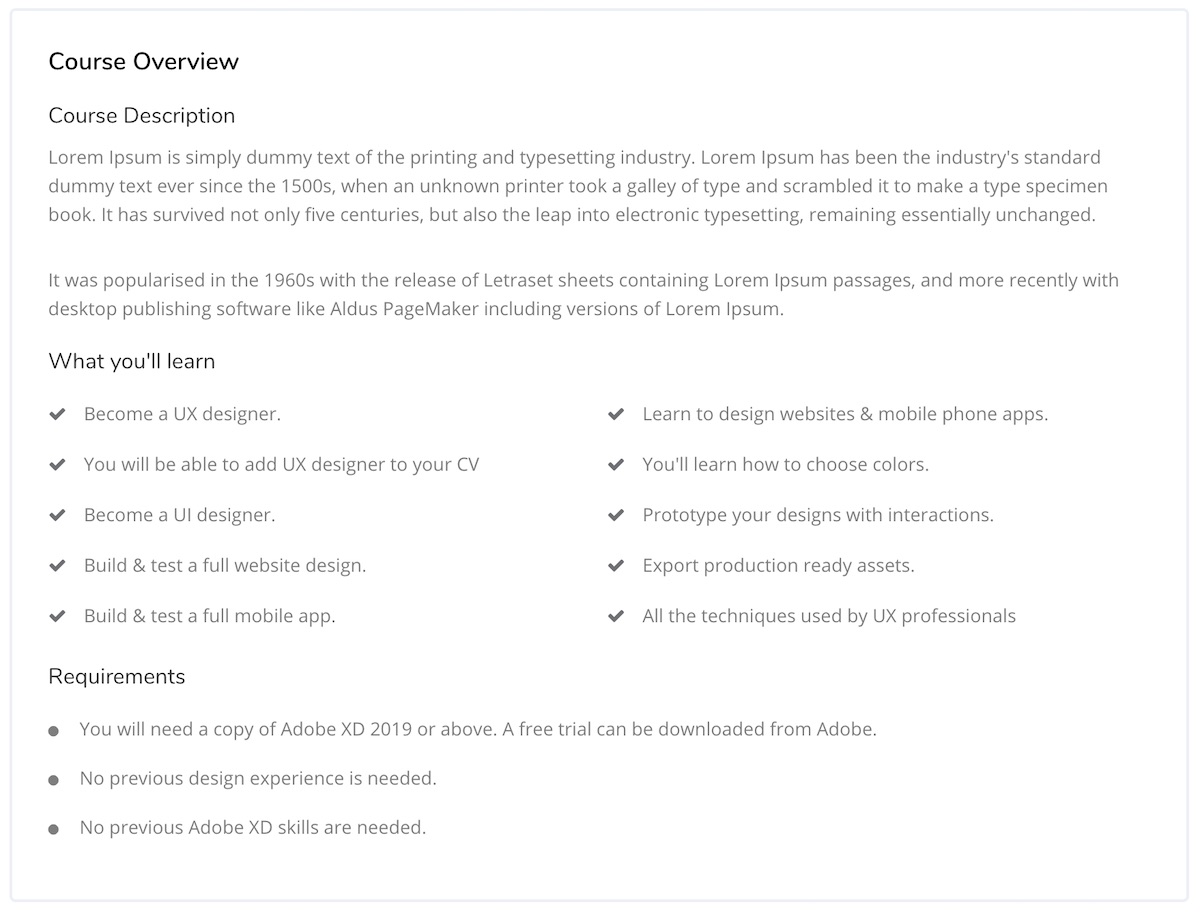 Course Overview
Course Description
Lorem Ipsum is simply dummy text of the printing and typesetting industry. Lorem Ipsum has been the industry's standard
dummy text ever since the 1500s, when an unknown printer took a galley of type and scrambled it to make a type specimen
book. It has survived not only five centuries, but also the leap into electronic typesetting, remaining essentially unchanged.
It was popularised in the 1960s with the release of Letraset sheets containing Lorem Ipsum passages, and more recently with
desktop publishing software like Aldus PageMaker including versions of Lorem Ipsum.
What you'll learn
Become a UX designer.
You will be able to add UX designer to your CV
Become a UI designer.
Build & test a full website design.
Build & test a full mobile app.
Learn to design websites & mobile phone apps.
You'll learn how to choose colors.
Prototype your designs with interactions.
Export production ready assets.
All the techniques used by UX professionals
Requirements
You will need a copy of Adobe XD 2019 or above. A free trial can be downloaded from Adobe.
No previous design experience is needed.
No previous Adobe XD skills are needed.